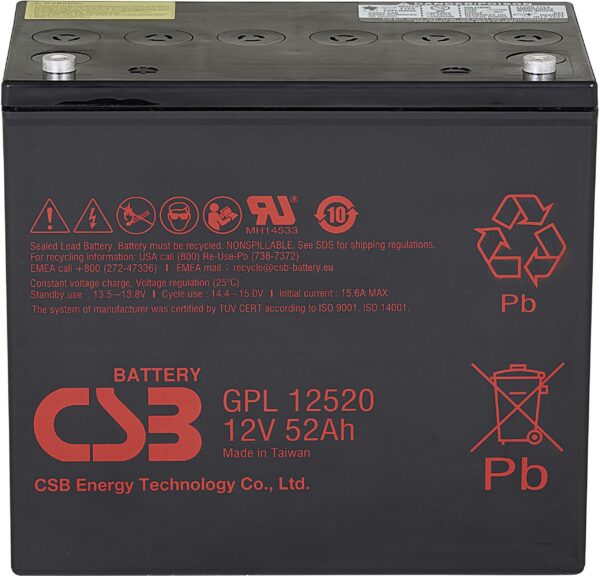 DANGER/POISON
MH14533
10
Sealed Lead Battery. Battery must be recycled. NONSPILLABLE. See SDS for shipping regulations.
For recycling information: USA call (800) Re-Use-Pb (738-7372)
EMEA call +800 (272-47336) I EMEA mail : recycle@csb-battery.eu
Constant voltage charge, Voltage regulation (25°C)
Standby use : 13.5~13.8V I Cycle use : 14.4~15.0V I Initial current : 15.6A MAX.
The system of manufacturer was certified by TUV CERT according to ISO 9001, ISO 14001.
Pb
BATTERY
CSB
GPL 12520
12V 52Ah
Made in Taiwan
CSB Energy Technology Co., Ltd.
Pb